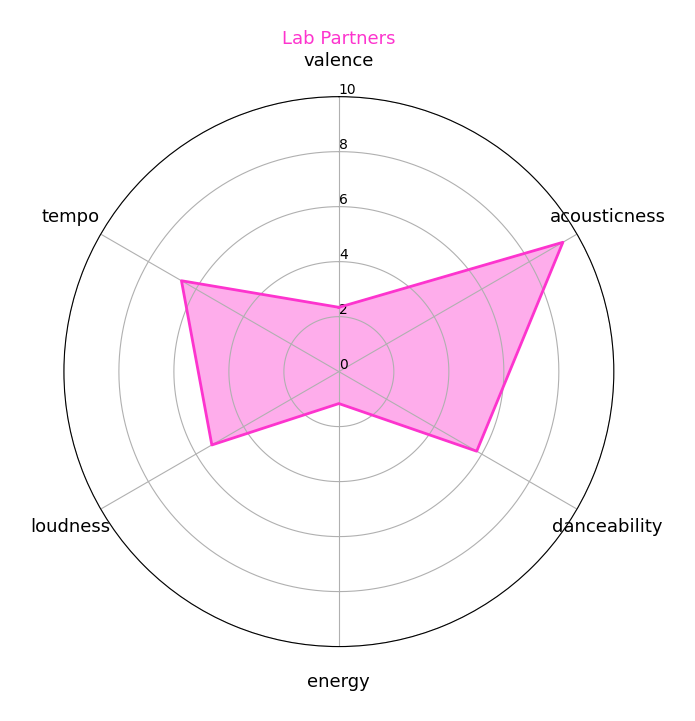 Lab Partners
valence
10
8
6
4
2
0
tempo
acousticness
loudness
danceability
energy